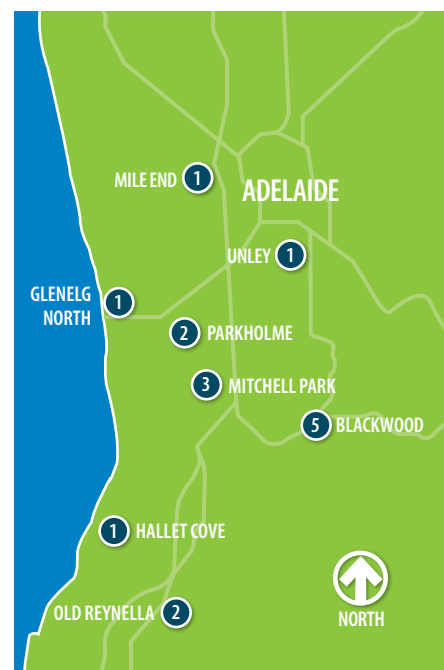 MILE END 1
ADELAIDE
UNLEY 1
GLENELG
NORTH
1
2 PARKHOLME
3 MITCHELL PARK
5 BLACKWOOD
1 HALLET COVE
OLD REYNELLA 2
NORTH